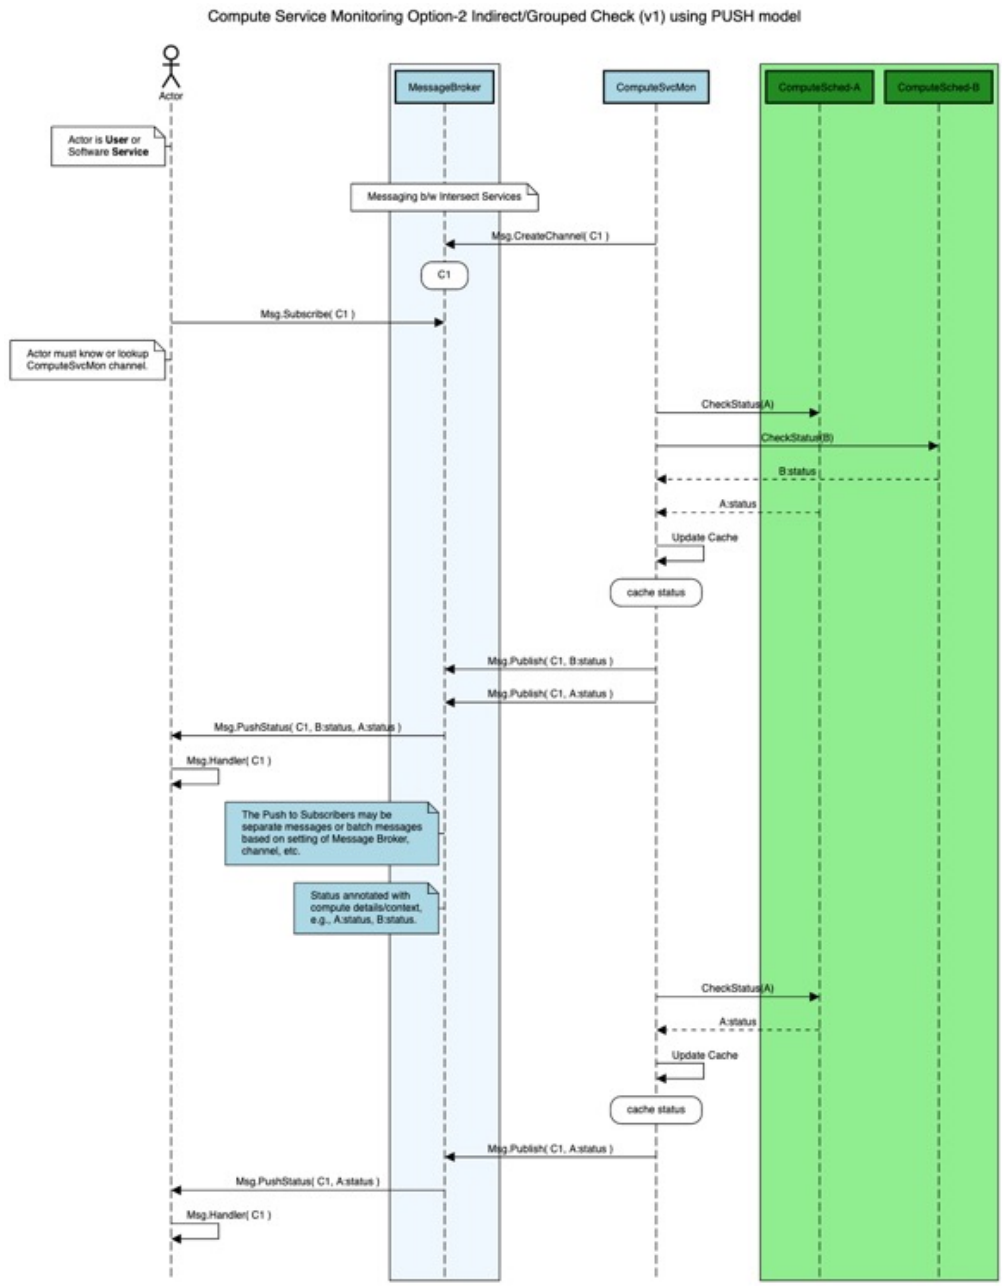 Compute Service Monitoring Option-2 Indirect/Grouped Check (v1) using PUSH model
Actor
MessageBroker
ComputeSvcMon
ComputeSched-A
ComputeSched-B
Actor is User or
Software Service
Messaging b/w Intersect Services
Msg.CreateChannel( C1 )
C1
Msg.Subscribe( C1 )
Actor must know or lookup
ComputeSvcMon channel.
CheckStatus(A)
CheckStatus(B)
B:status
A:status
Update Cache
cache status
Msg.Publish( C1, B:status )
Msg.Publish( C1, A:status )
Msg.PushStatus( C1, B:status, A:status )
Msg.Handler( C1 )
The Push to Subscribers may be
separate messages or batch messages
based on setting of Message Broker,
channel, etc.
Status annotated with
compute details/context,
e.g., A:status, B:status.
CheckStatus(A)
A:status
Update Cache
cache status
Msg.Publish( C1, A:status )
Msg.PushStatus( C1, A:status )
Msg.Handler( C1 )